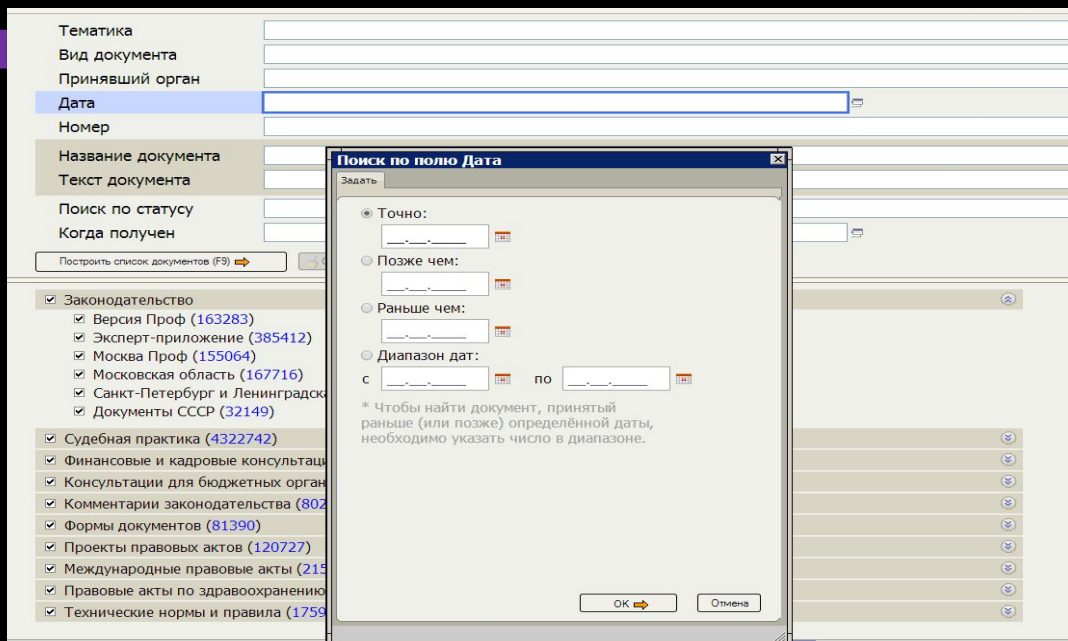 Тематика
Вид документа
Принявший орган
Дата
Номер
Название документа
Текст документа
Поиск по статусу
Когда получен
Построить список документов (F9)
Поиск по полю Дата
Задать
Точно:
__.__.____
Позже чем:
__.__.____
Раньше чем:
__.__.____
Диапазон дат:
с __.__.____ по __.__.____
* Чтобы найти документ, принятый
раньше (или позже) определённой даты,
необходимо указать число в диапазоне.
ОК
Отмена
Законодательство
Версия Проф (163283)
Эксперт-приложение (385412)
Москва Проф (155064)
Московская область (167716)
Санкт-Петербург и Ленинградска
Документы СССР (32149)
Судебная практика (4322742)
Финансовые и кадровые консультаци
Консультации для бюджетных орган
Комментарии законодательства (802
Формы документов (81390)
Проекты правовых актов (120727)
Международные правовые акты (215
Правовые акты по здравоохранению
Технические нормы и правила (1759